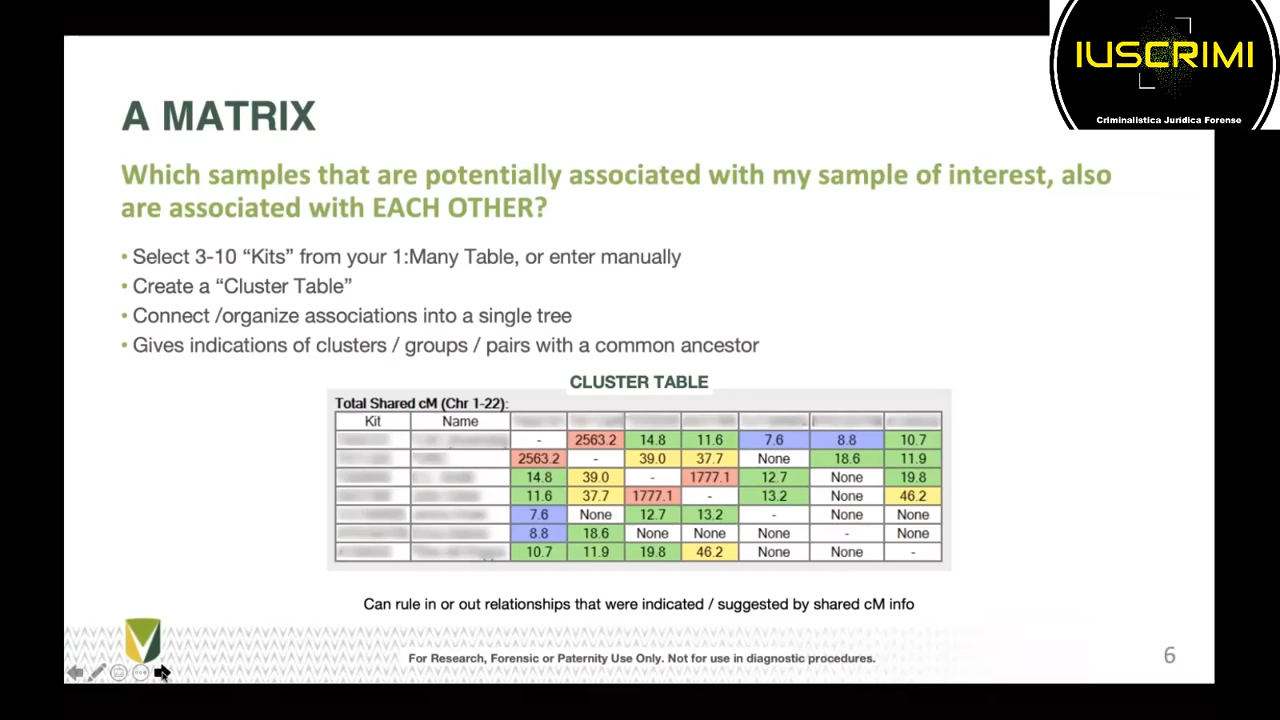 IUSCRIMI
Criminalistica Jurídica Forense
A MATRIX
Which samples that are potentially associated with my sample of interest, also
are associated with EACH OTHER?
• Select 3-10 “Kits” from your 1:Many Table, or enter manually
• Create a “Cluster Table”
• Connect /organize associations into a single tree
• Gives indications of clusters / groups / pairs with a common ancestor
CLUSTER TABLE
Total Shared cM (Chr 1-22):
Kit Name
- 2563.2 14.8 11.6 7.6 8.8 10.7
2563.2 - 39.0 37.7 None 18.6 11.9
14.8 39.0 - 1777.1 12.7 None 19.8
11.6 37.7 1777.1 - 13.2 None 46.2
7.6 None 12.7 13.2 - None None
8.8 18.6 None None None - None
10.7 11.9 19.8 46.2 None None -
Can rule in or out relationships that were indicated / suggested by shared cM info
For Research, Forensic or Paternity Use Only. Not for use in diagnostic procedures.
6